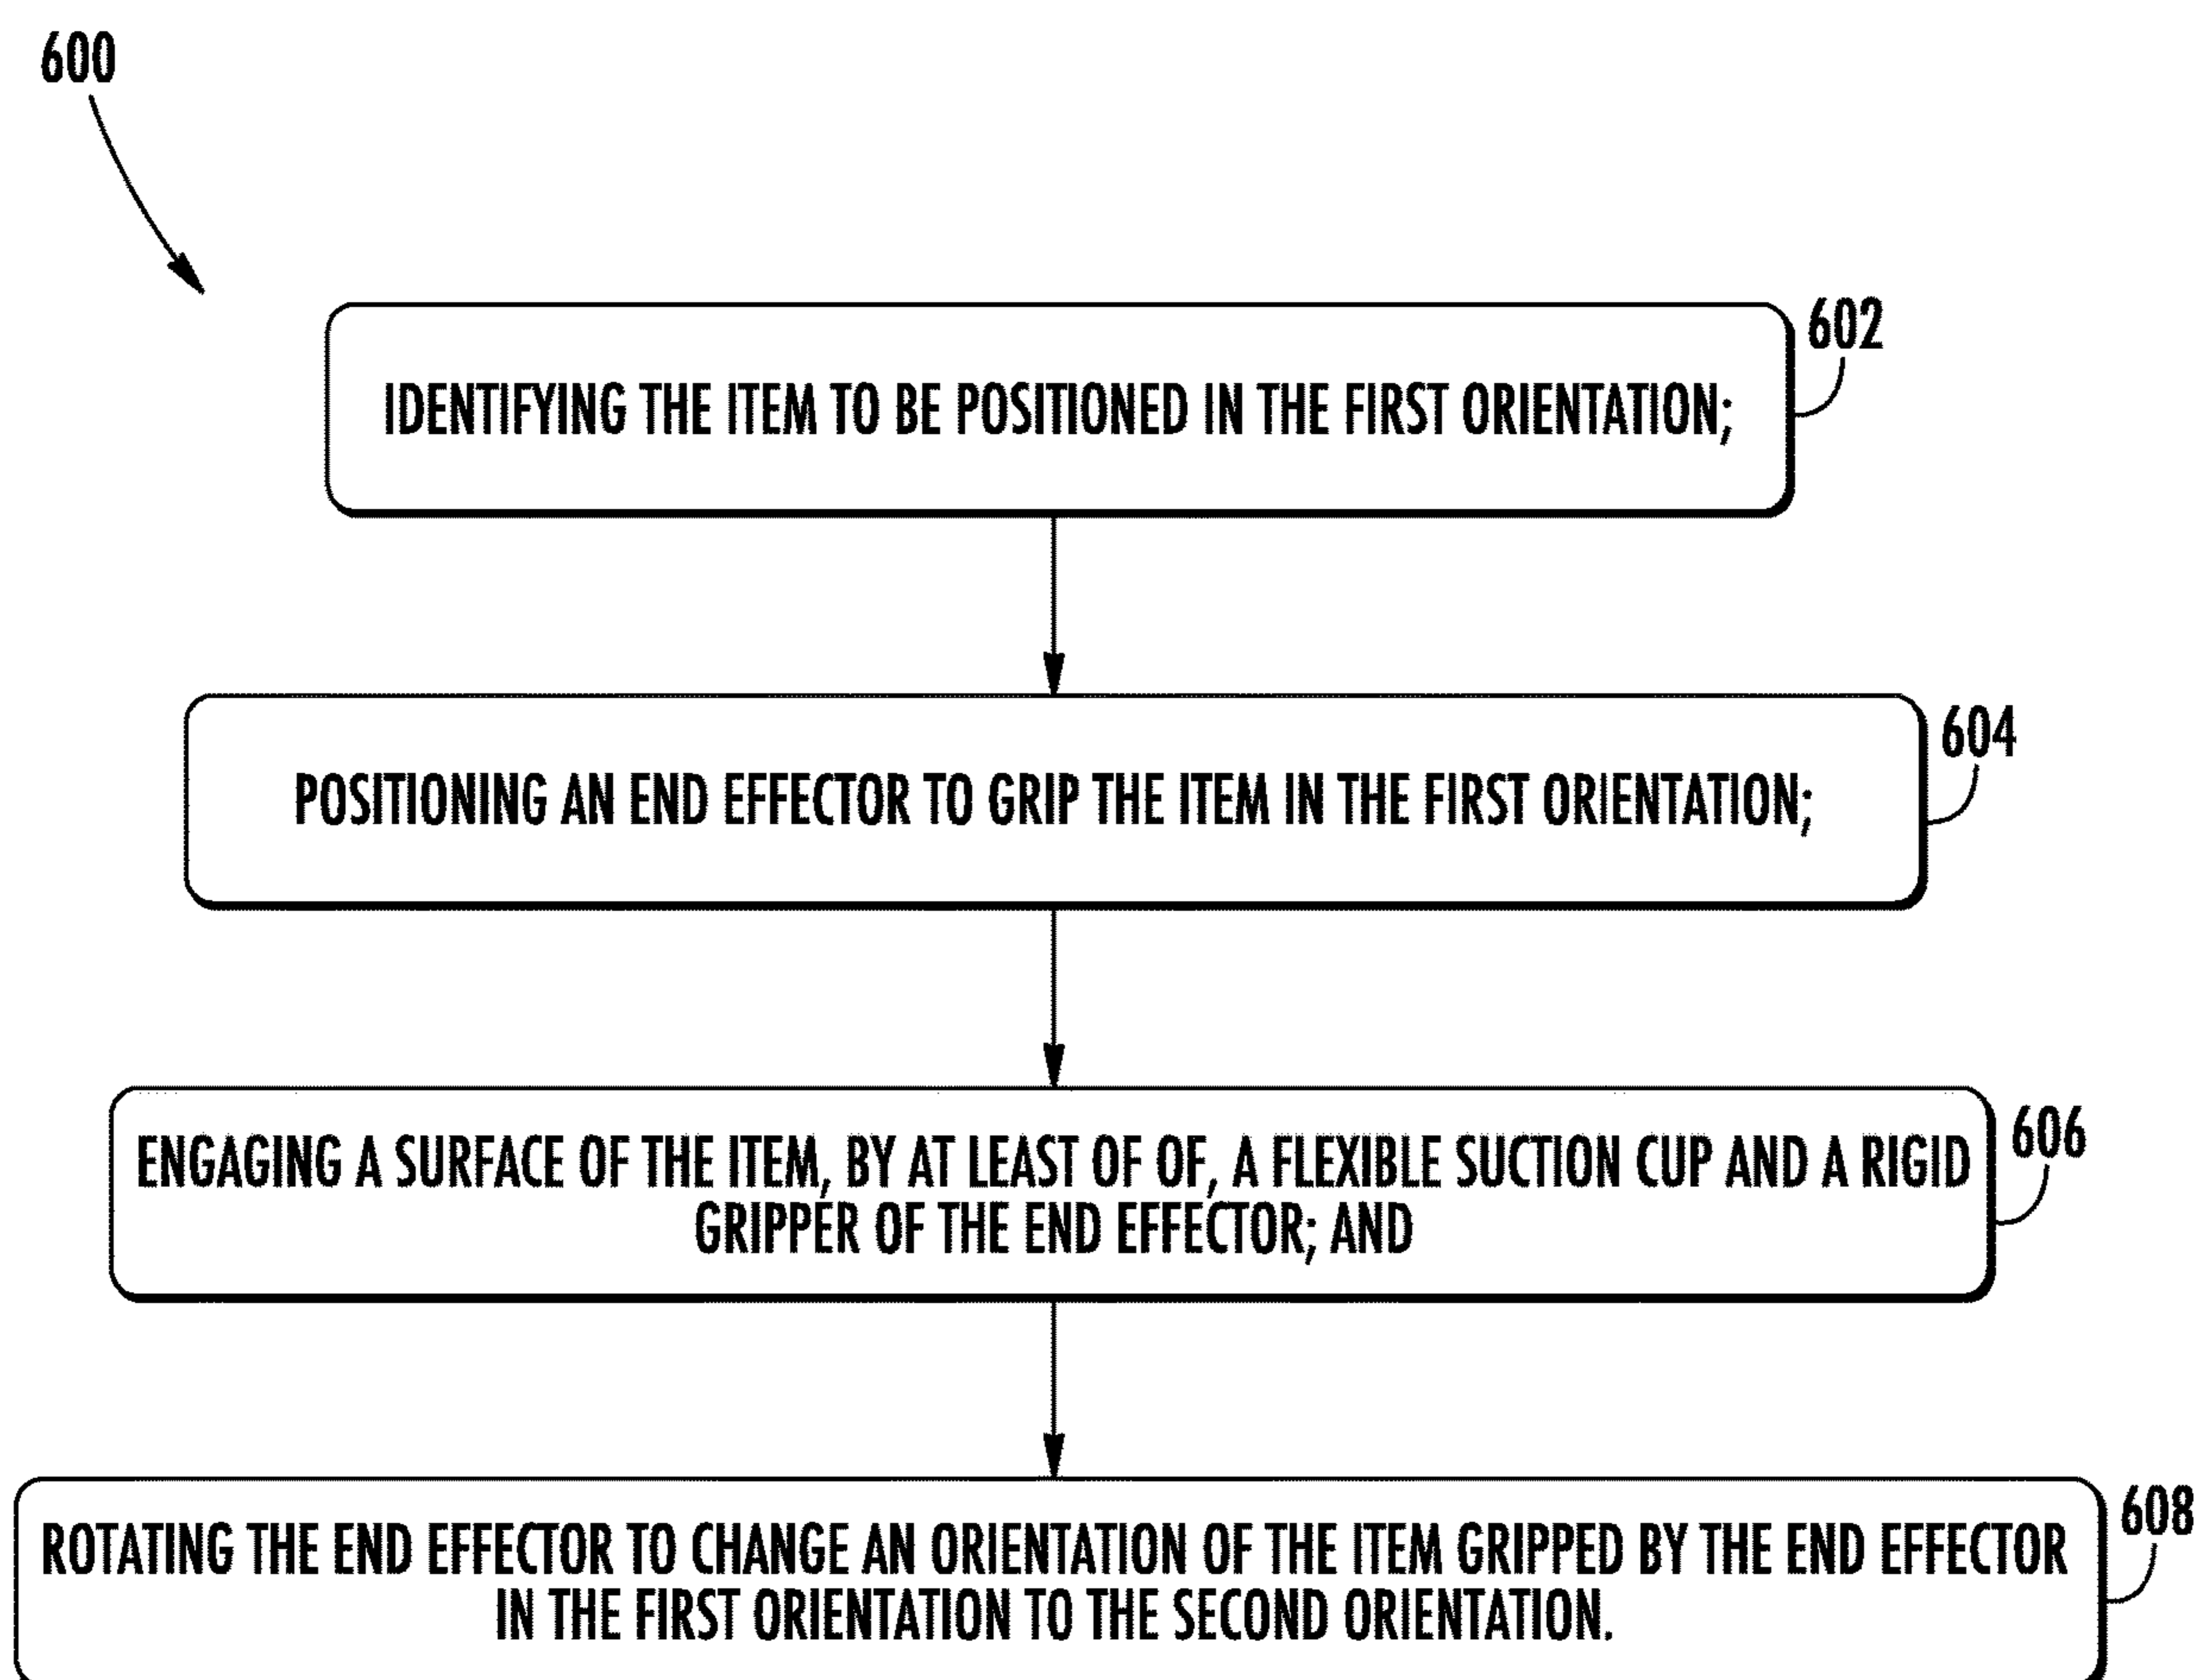 600
602
IDENTIFYING THE ITEM TO BE POSITIONED IN THE FIRST ORIENTATION;
604
POSITIONING AN END EFFECTOR TO GRIP THE ITEM IN THE FIRST ORIENTATION;
606
ENGAGING A SURFACE OF THE ITEM, BY AT LEAST OF OF, A FLEXIBLE SUCTION CUP AND A RIGID
GRIPPER OF THE END EFFECTOR; AND
608
ROTATING THE END EFFECTOR TO CHANGE AN ORIENTATION OF THE ITEM GRIPPED BY THE END EFFECTOR
IN THE FIRST ORIENTATION TO THE SECOND ORIENTATION.